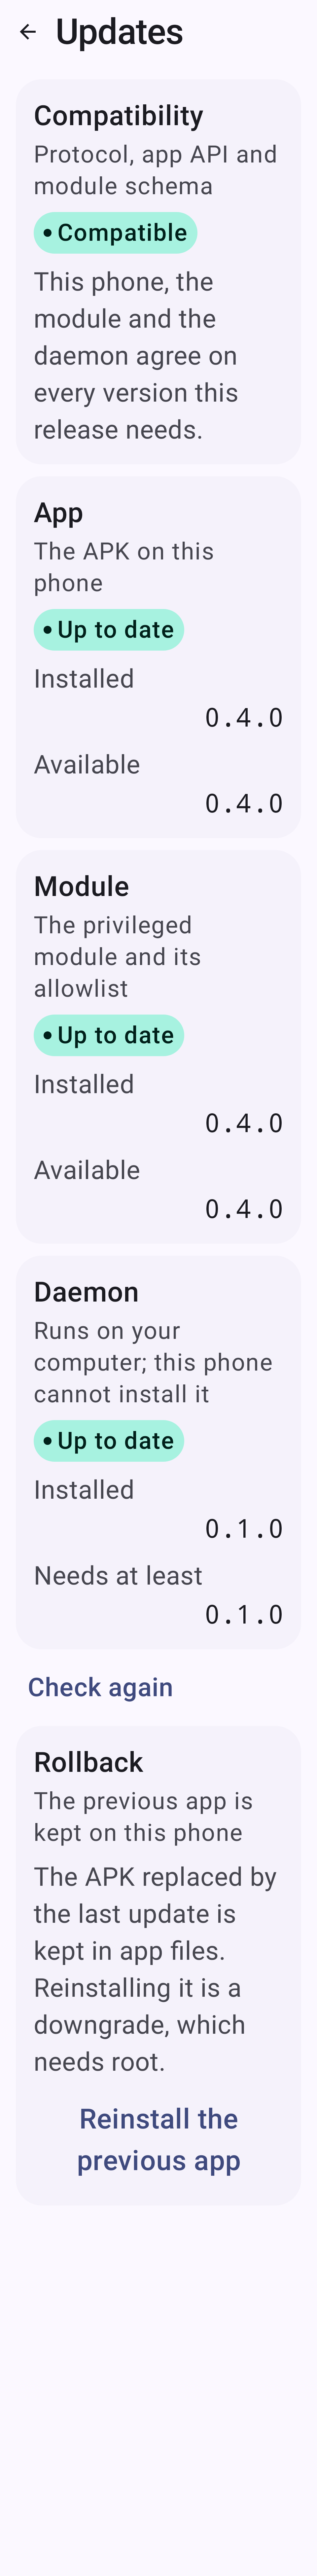 Updates
Compatibility
Protocol, app API and
module schema
• Compatible
This phone, the
module and the
daemon agree on
every version this
release needs.
App
The APK on this
phone
• Up to date
Installed
0.4.0
Available
0.4.0
Module
The privileged
module and its
allowlist
• Up to date
Installed
0.4.0
Available
0.4.0
Daemon
Runs on your
computer; this phone
cannot install it
• Up to date
Installed
0.1.0
Needs at least
0.1.0
Check again
Rollback
The previous app is
kept on this phone
The APK replaced by
the last update is
kept in app files.
Reinstalling it is a
downgrade, which
needs root.
Reinstall the
previous app